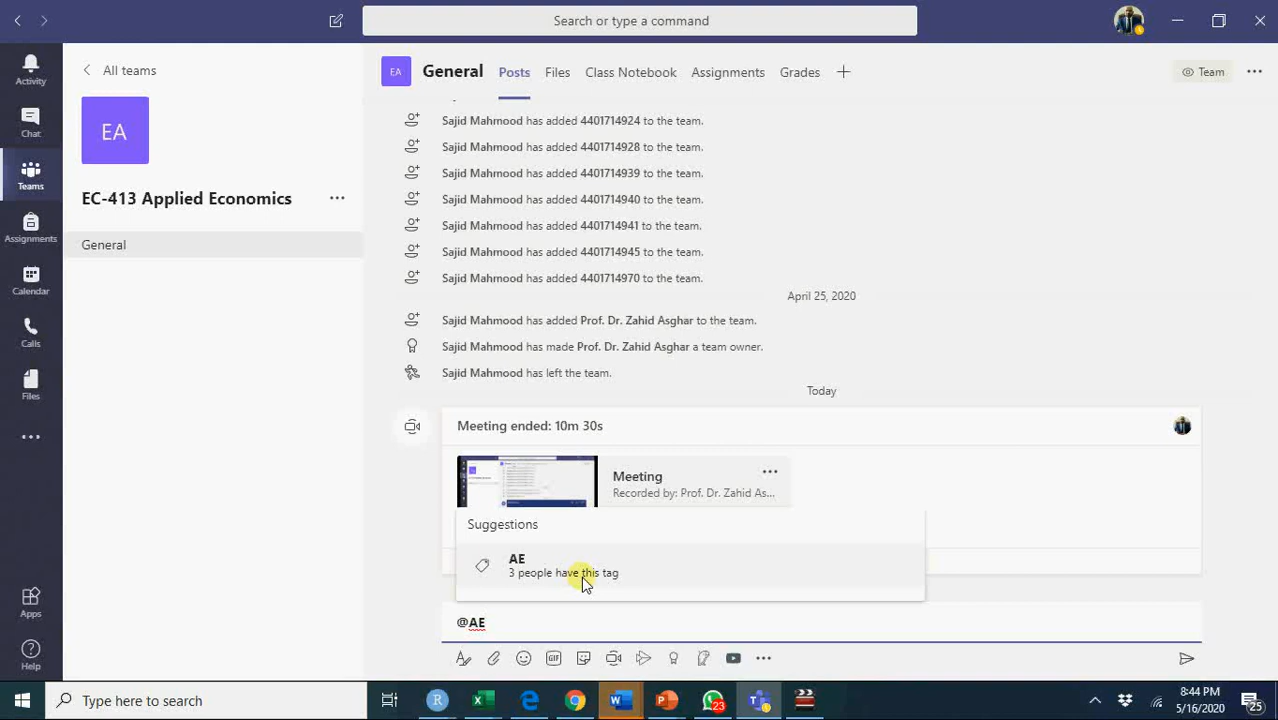 Search or type a command
Activity
Chat
Teams
Assignments
Calendar
Calls
Files
Apps
Help
All teams
EA
EC-413 Applied Economics
General
EA
General
Posts
Files
Class Notebook
Assignments
Grades
Team
Sajid Mahmood has added 4401714924 to the team.
Sajid Mahmood has added 4401714928 to the team.
Sajid Mahmood has added 4401714939 to the team.
Sajid Mahmood has added 4401714940 to the team.
Sajid Mahmood has added 4401714941 to the team.
Sajid Mahmood has added 4401714945 to the team.
Sajid Mahmood has added 4401714970 to the team.
April 25, 2020
Sajid Mahmood has added Prof. Dr. Zahid Asghar to the team.
Sajid Mahmood has made Prof. Dr. Zahid Asghar a team owner.
Sajid Mahmood has left the team.
Today
Meeting ended: 10m 30s
Meeting
Recorded by: Prof. Dr. Zahid As...
Suggestions
AE
3 people have this tag
@AE
GIF
Type here to search
R
23
8:44 PM
5/16/2020
25